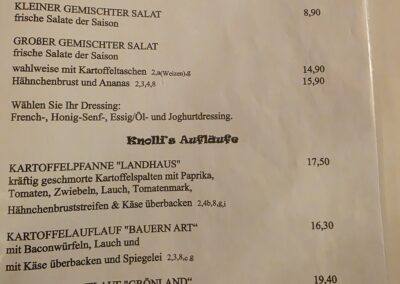 KLEINER GEMISCHTER SALAT 8,90
frische Salate der Saison
GROßER GEMISCHTER SALAT
frische Salate der Saison
wahlweise mit Kartoffeltaschen 2,a(Weizen),g 14,90
Hähnchenbrust und Ananas 2,3,4,8 15,90
Wählen Sie Ihr Dressing:
French-, Honig-Senf-, Essig/Öl- und Joghurtdressing.
Knolli's Aufläufe
KARTOFFELPFANNE "LANDHAUS" 17,50
kräftig geschmorte Kartoffelspalten mit Paprika,
Tomaten, Zwiebeln, Lauch, Tomatenmark,
Hähnchenbruststreifen & Käse überbacken 2,4b,8,g,i
KARTOFFELAUFLAUF "BAUERN ART“ 16,30
mit Baconwürfeln, Lauch und
mit Käse überbacken und Spiegelei 2,3,8,c g
"GRÖNLAND“ 19,40